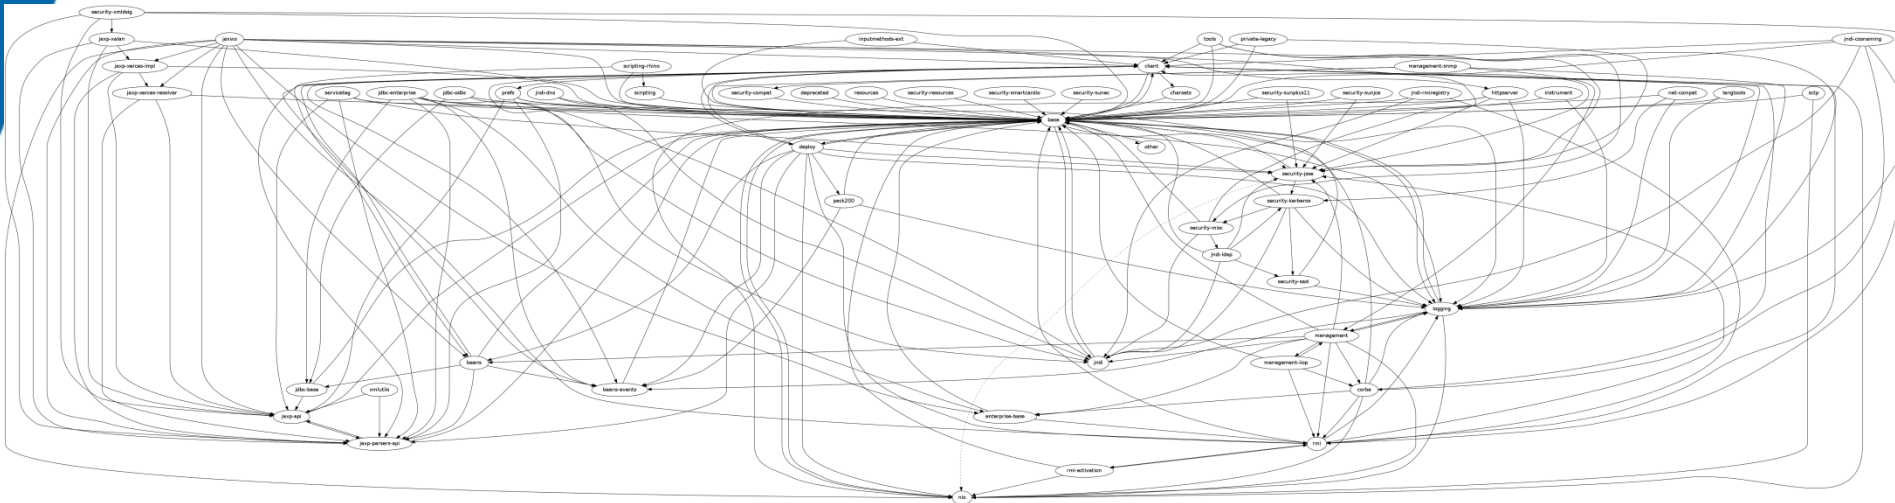 security-xmldsig
jaxp-xalan
jaxws
inputmethods-ext
tools
private-legacy
jndi-cosnaming
jaxp-xerces-impl
scripting-rhino
client
management-snmp
jaxp-xerces-resolver
servicetag
jdbc-enterprise
jdbc-odbc
prefs
jndi-dns
scripting
security-compat
deprecated
resources
security-resources
security-smartcardio
security-sunec
charsets
security-sunpkcs11
security-sunjce
jndi-rmiregistry
httpserver
instrument
net-compat
langtools
sctp
base
deploy
other
security-jsse
pack200
security-kerberos
security-misc
jndi-ldap
security-sasl
logging
management
beans
jndi
management-iiop
jdbc-base
xmlutils
beans-events
corba
jaxp-api
enterprise-base
jaxp-parsers-api
rmi
rmi-activation
nio